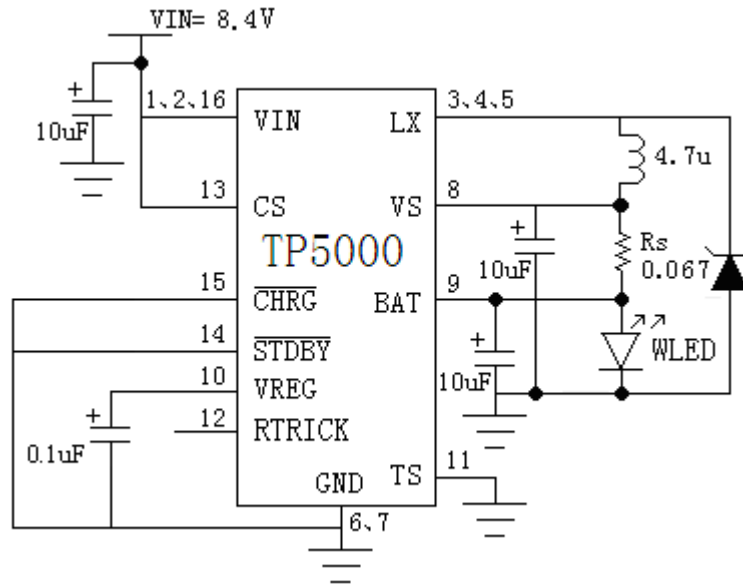 VIN= 8.4V
+
10uF
1、2、16
VIN
LX
3、4、5
4.7u
13
CS
VS
8
TP5000
+
10uF
Rs
0.067
15
CHRG
BAT
9
14
STDBY
WLED
10
VREG
10uF
+
+
0.1uF
12
RTRICK
TS
11
GND
6、7